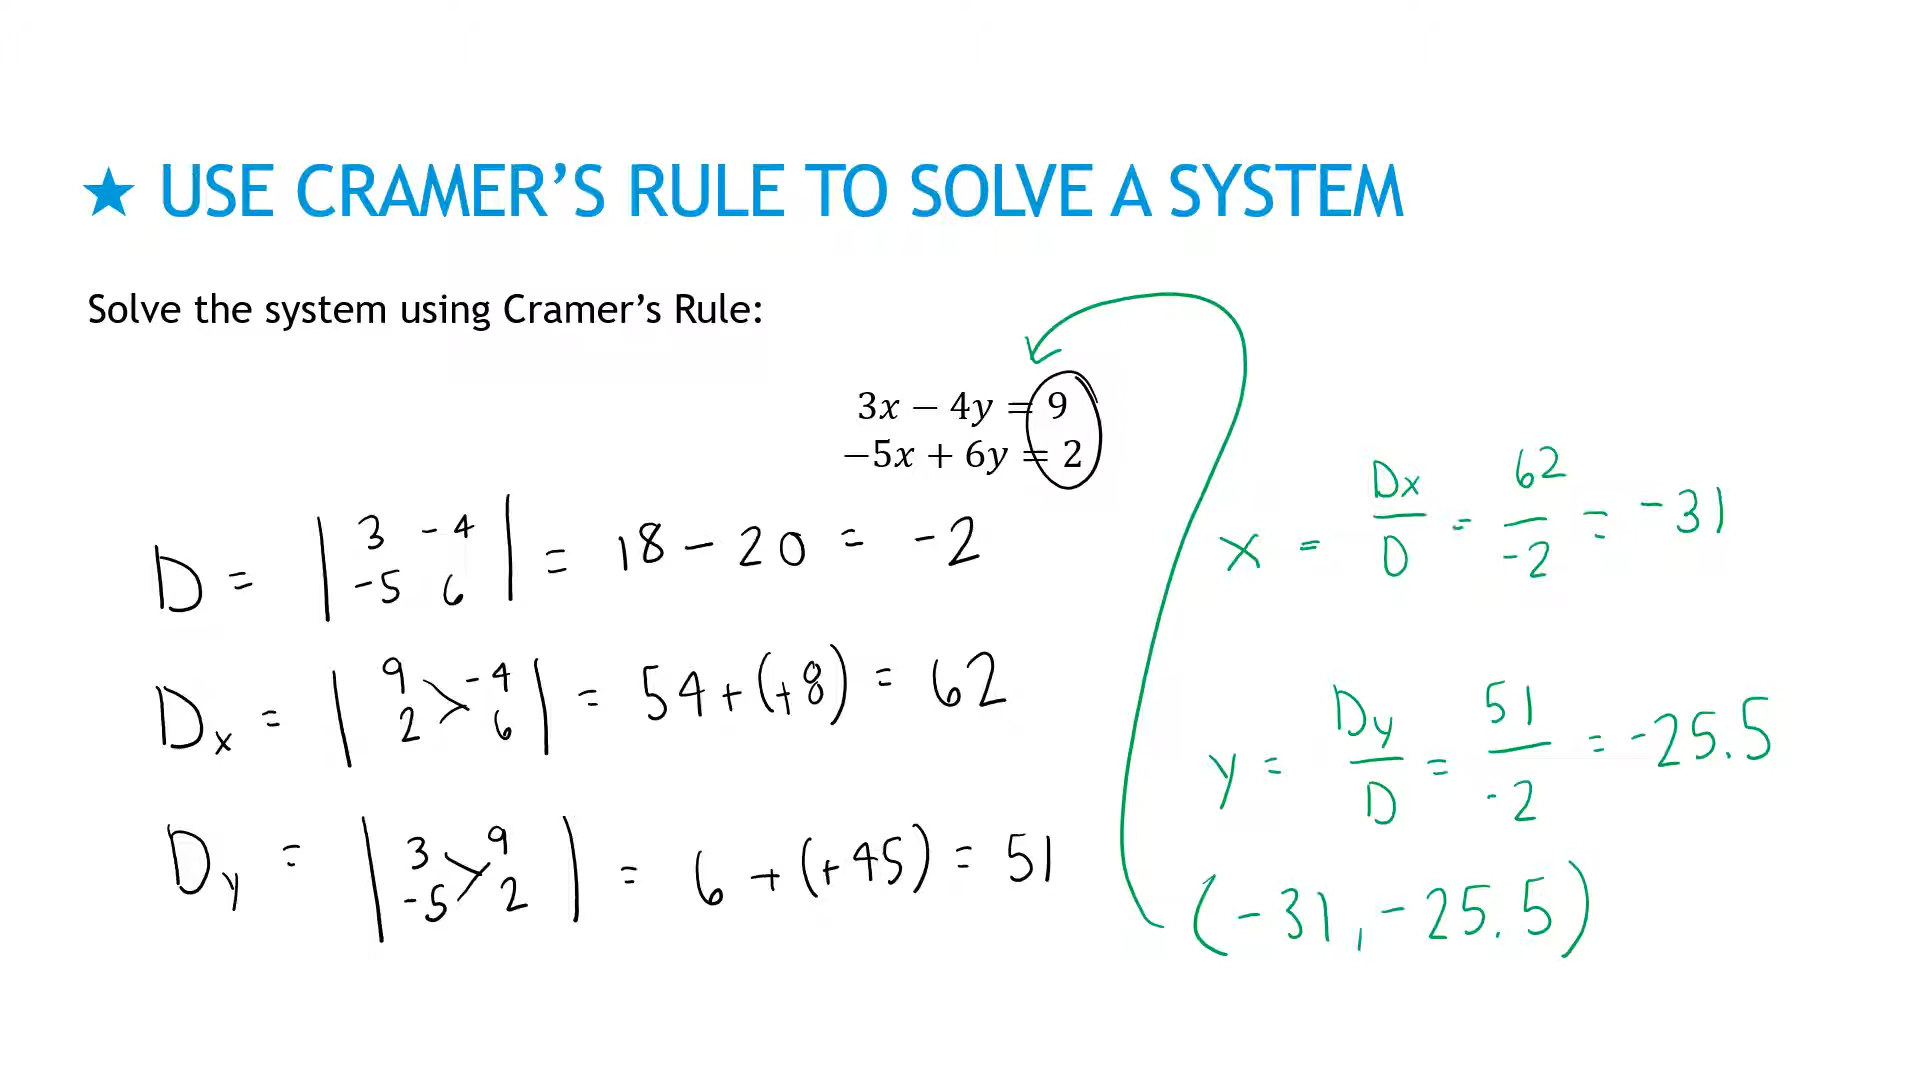 ★ USE CRAMER’S RULE TO SOLVE A SYSTEM
Solve the system using Cramer’s Rule:
3x − 4y = 9
−5x + 6y = 2
D = | 3 -4 | = 18 - 20 = -2
-5 6
Dx = | 9 -4 | = 54 + (+8) = 62
2 6
Dy = | 3 9 | = 6 + (+45) = 51
-5 2
x = Dx/D = 62/-2 = -31
y = Dy/D = 51/-2 = -25.5
(-31, -25.5)